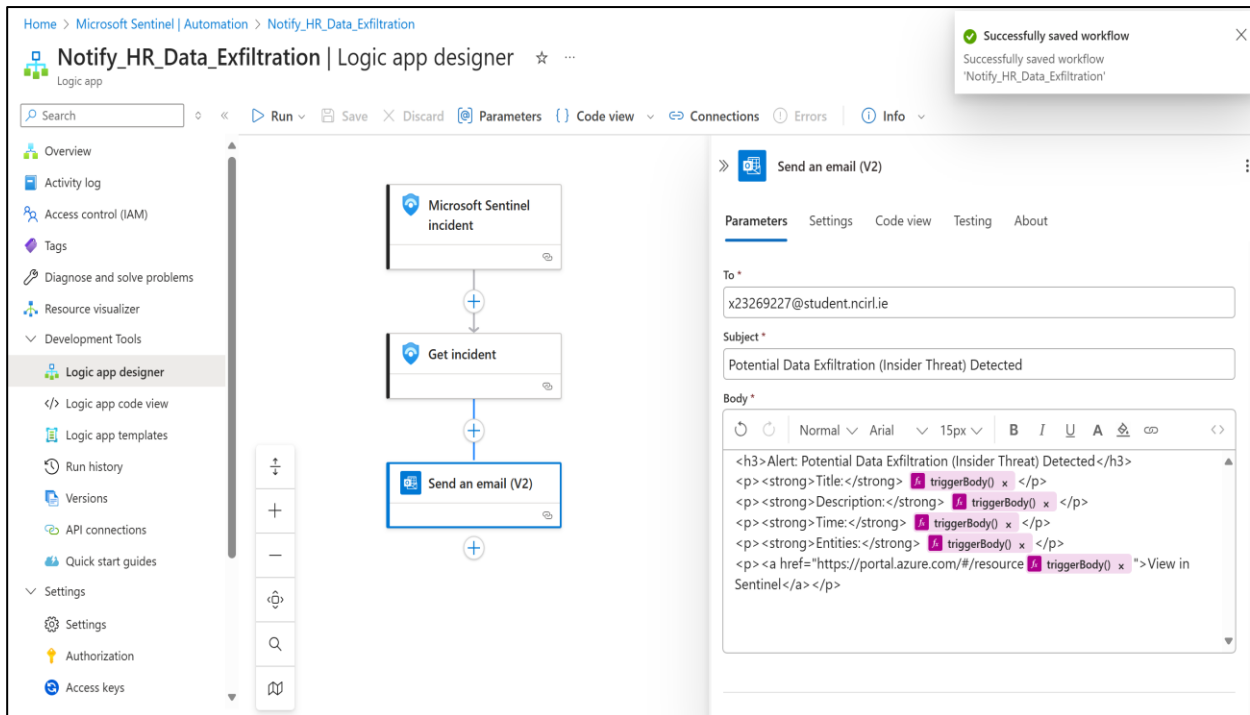 Home > Microsoft Sentinel | Automation > Notify_HR_Data_Exfiltration
Notify_HR_Data_Exfiltration | Logic app designer
Logic app
Successfully saved workflow
Successfully saved workflow
'Notify_HR_Data_Exfiltration'
Search
Run Save Discard Parameters Code view Connections Errors Info
Overview
Activity log
Access control (IAM)
Tags
Diagnose and solve problems
Resource visualizer
Development Tools
Logic app designer
Logic app code view
Logic app templates
Run history
Versions
API connections
Quick start guides
Settings
Settings
Authorization
Access keys
Microsoft Sentinel
incident
Get incident
Send an email (V2)
Send an email (V2)
Parameters Settings Code view Testing About
To *
x23269227@student.ncirl.ie
Subject *
Potential Data Exfiltration (Insider Threat) Detected
Body *
Normal Arial 15px B I U A
<h3>Alert: Potential Data Exfiltration (Insider Threat) Detected</h3>
<p><strong>Title:</strong> fx triggerBody() x </p>
<p><strong>Description:</strong> fx triggerBody() x </p>
<p><strong>Time:</strong> fx triggerBody() x </p>
<p><strong>Entities:</strong> fx triggerBody() x </p>
<p><a href="https://portal.azure.com/#/resource fx triggerBody() x ">View in
Sentinel</a></p>